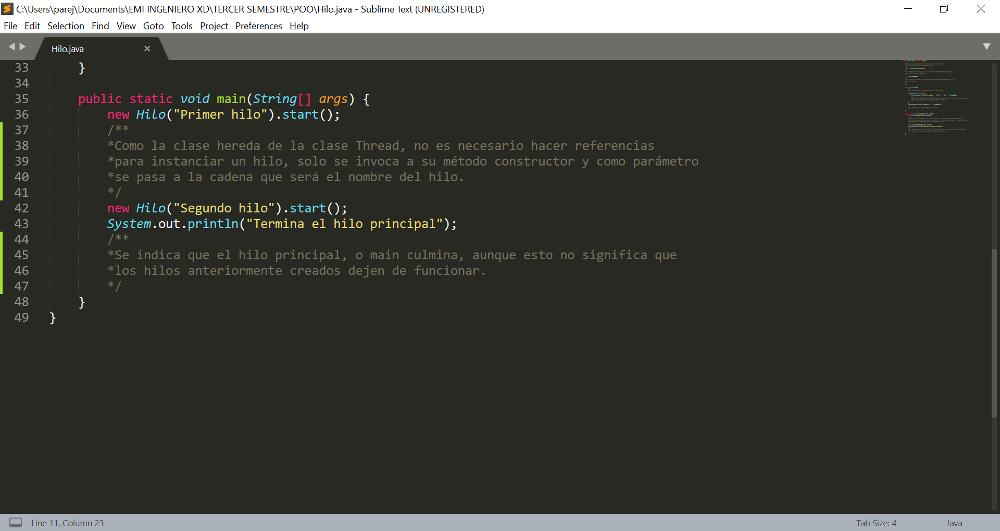 C:\Users\parej\Documents\EMI INGENIERO XD\TERCER SEMESTRE\POO\Hilo.java - Sublime Text (UNREGISTERED)
File Edit Selection Find View Goto Tools Project Preferences Help
Hilo.java
33 }
34
35 public static void main(String[] args) {
36 new Hilo("Primer hilo").start();
37 /**
38 *Como la clase hereda de la clase Thread, no es necesario hacer referencias
39 *para instanciar un hilo, solo se invoca a su método constructor y como parámetro
40 *se pasa a la cadena que será el nombre del hilo.
41 */
42 new Hilo("Segundo hilo").start();
43 System.out.println("Termina el hilo principal");
44 /**
45 *Se indica que el hilo principal, o main culmina, aunque esto no significa que
46 *los hilos anteriormente creados dejen de funcionar.
47 */
48 }
49 }
Line 11, Column 23
Tab Size: 4
Java